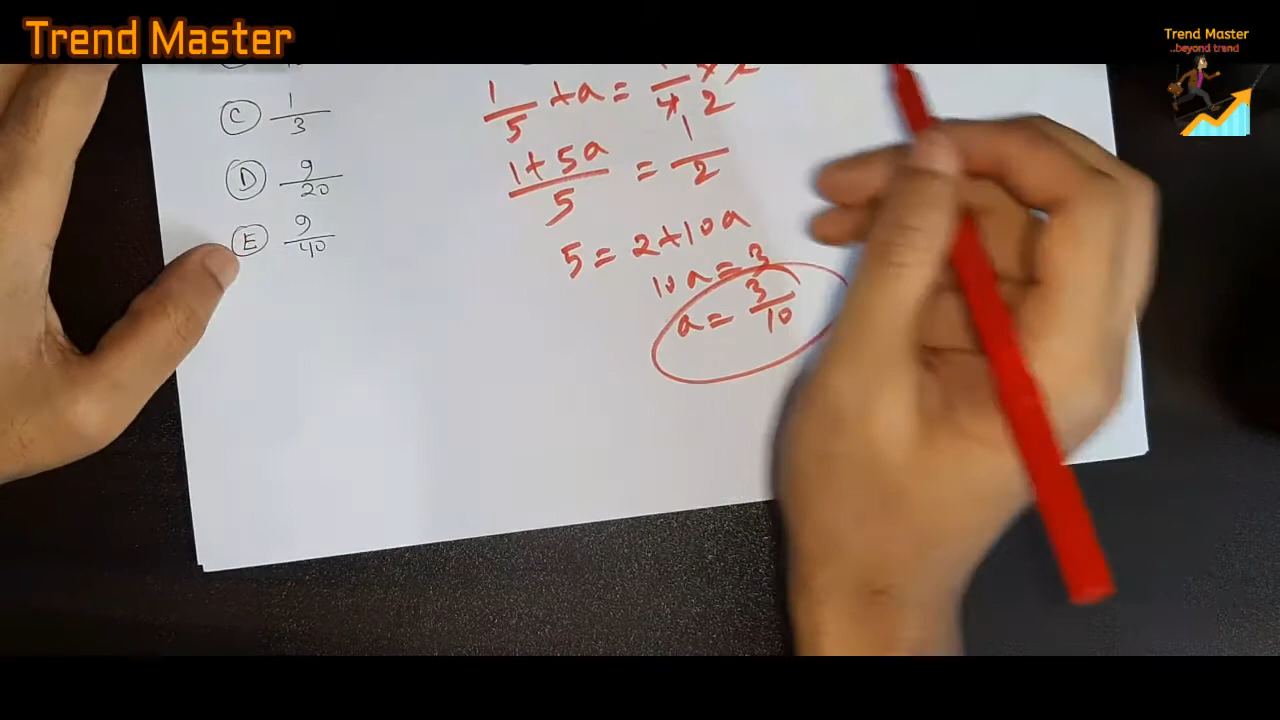 Trend Master
Trend Master
..beyond trend
C 1/3
D 9/20
E 9/40
1/5 + a =
(1 + 5a)/5 = 1/2
5 = 2 + 10a
10a = 3
a = 3/10